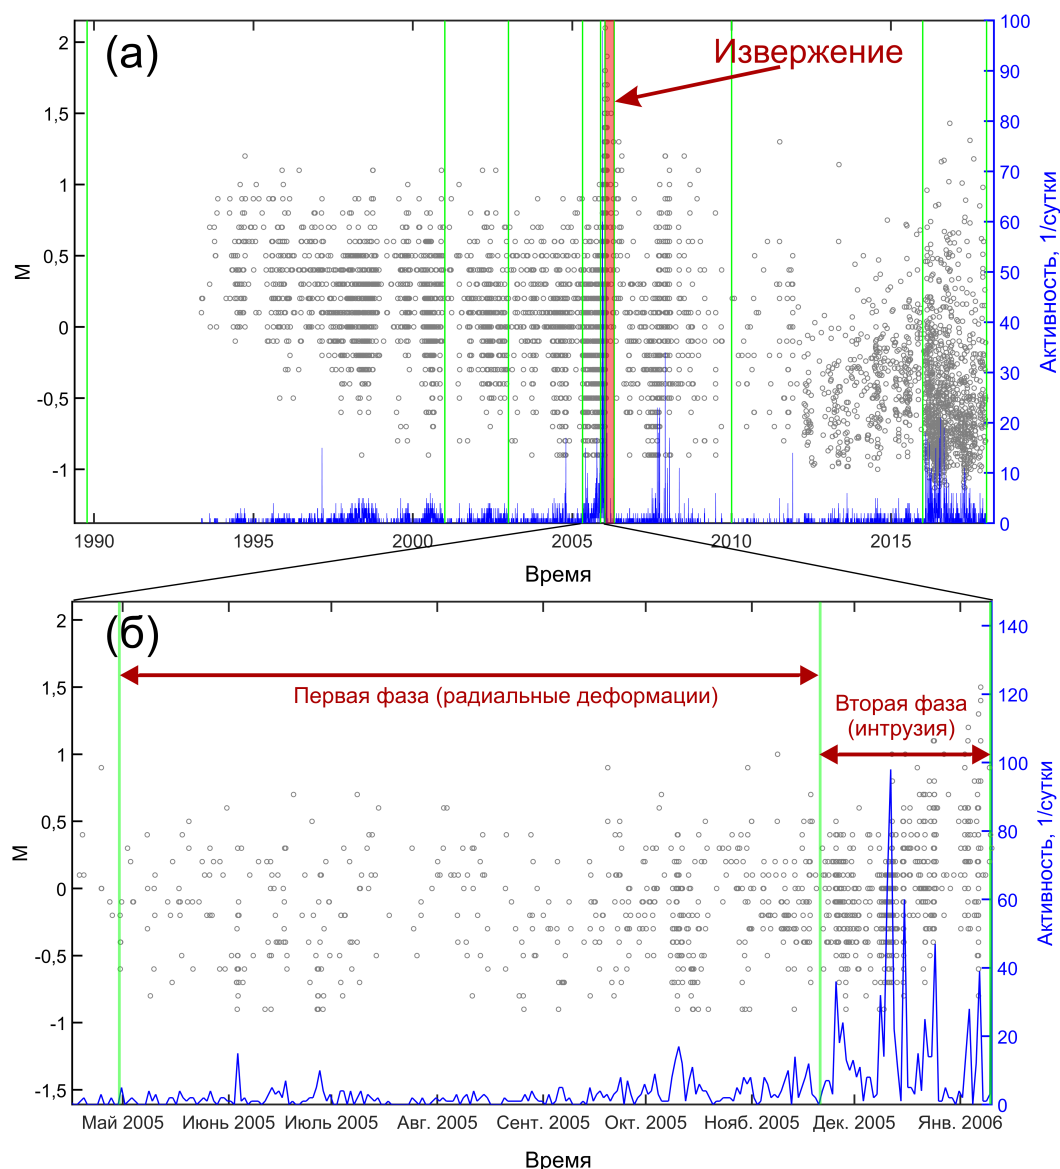 (а)
Извержение
2
1,5
1
0,5
0
-0,5
-1
М
100
90
80
70
60
50
40
30
20
10
0
Активность, 1/сутки
1990
1995
2000
2005
2010
2015
Время
(б)
Первая фаза (радиальные деформации)
Вторая фаза
(интрузия)
2
1,5
1
0,5
0
-0,5
-1
-1,5
М
140
120
100
80
60
40
20
0
Активность, 1/сутки
Май 2005
Июнь 2005
Июль 2005
Авг. 2005
Сент. 2005
Окт. 2005
Нояб. 2005
Дек. 2005
Янв. 2006
Время